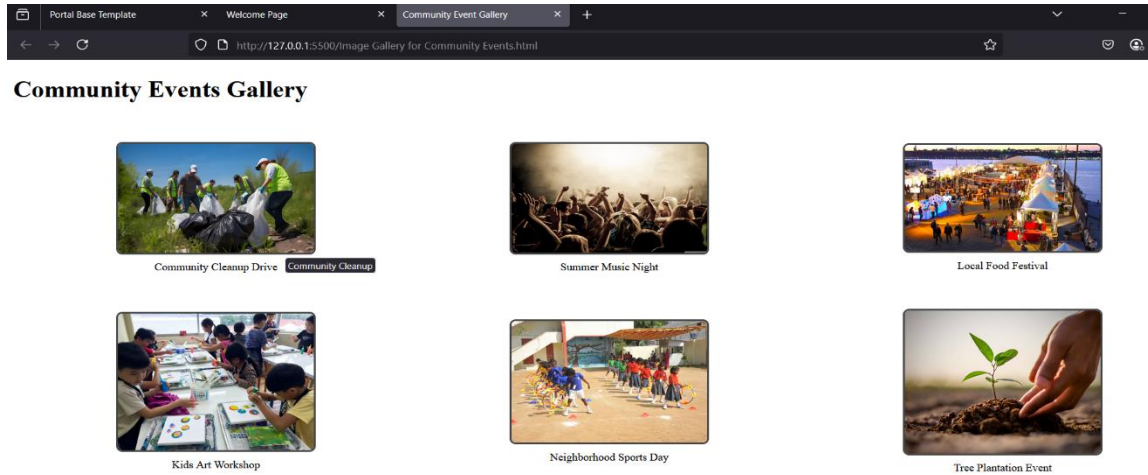 Portal Base Template
Welcome Page
Community Event Gallery
http://127.0.0.1:5500/Image Gallery for Community Events.html
Community Events Gallery
Community Cleanup Drive
Community Cleanup
Summer Music Night
Local Food Festival
Kids Art Workshop
Neighborhood Sports Day
Tree Plantation Event